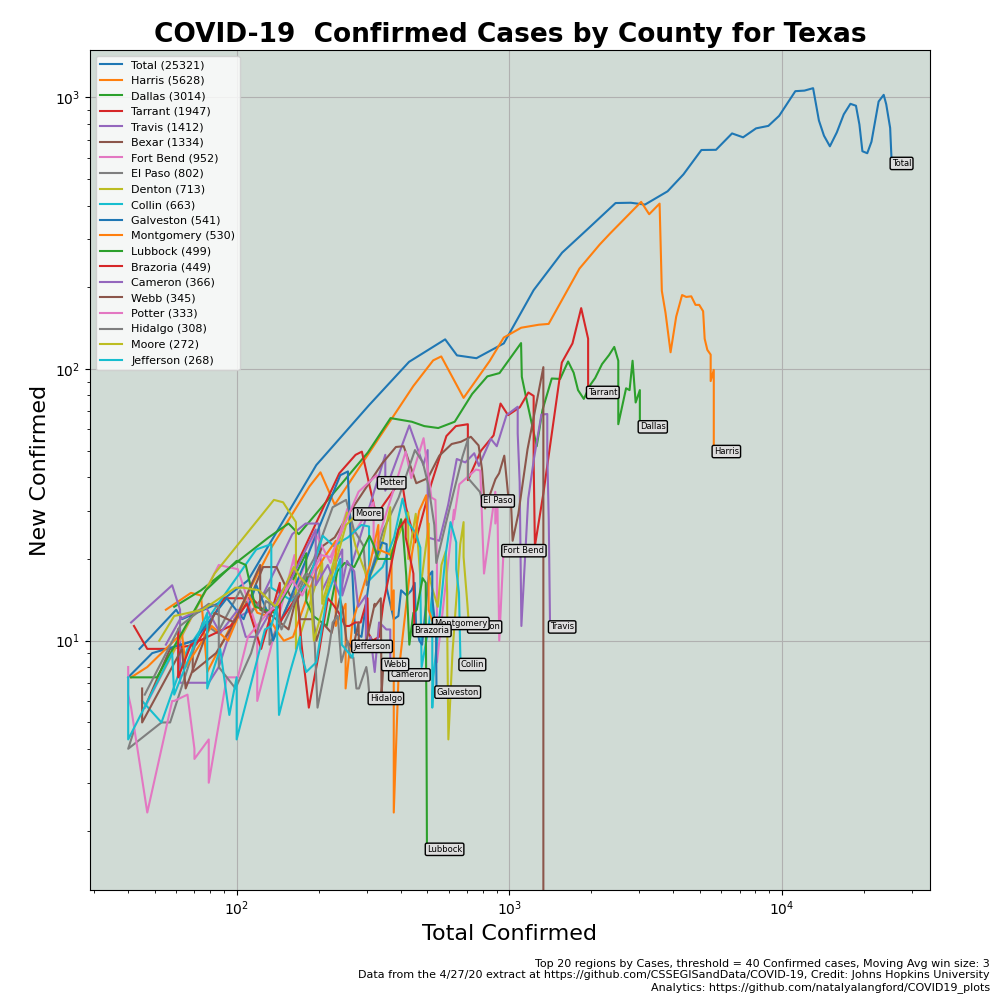 COVID-19  Confirmed Cases by County for Texas
Total (25321)
Harris (5628)
Dallas (3014)
Tarrant (1947)
Travis (1412)
Bexar (1334)
Fort Bend (952)
El Paso (802)
Denton (713)
Collin (663)
Galveston (541)
Montgomery (530)
Lubbock (499)
Brazoria (449)
Cameron (366)
Webb (345)
Potter (333)
Hidalgo (308)
Moore (272)
Jefferson (268)
10³
10²
10¹
New Confirmed
Total
Tarrant
Dallas
Harris
Potter
El Paso
Moore
Fort Bend
Montgomery
Travis
Brazoria
Jefferson
Webb
Collin
Cameron
Galveston
Hidalgo
Lubbock
10² 10³ 10⁴
Total Confirmed
Top 20 regions by Cases, threshold = 40 Confirmed cases, Moving Avg win size: 3
Data from the 4/27/20 extract at https://github.com/CSSEGISandData/COVID-19, Credit: Johns Hopkins University
Analytics: https://github.com/natalyalangford/COVID19_plots